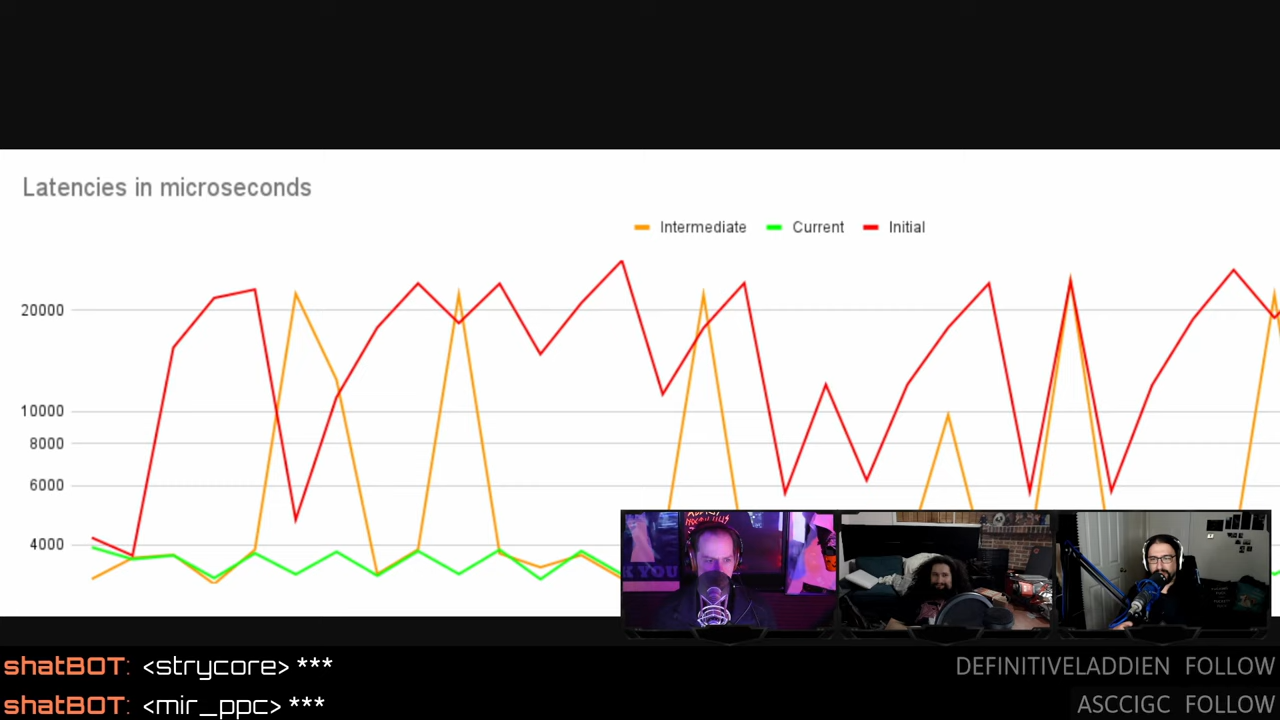 Latencies in microseconds
Intermediate Current Initial
20000
10000
8000
6000
4000
shatBOT: <strycore> ***
DEFINITIVELADDIEN FOLLOW
shatBOT: <mir_ppc> ***
ASCCIGC FOLLOW